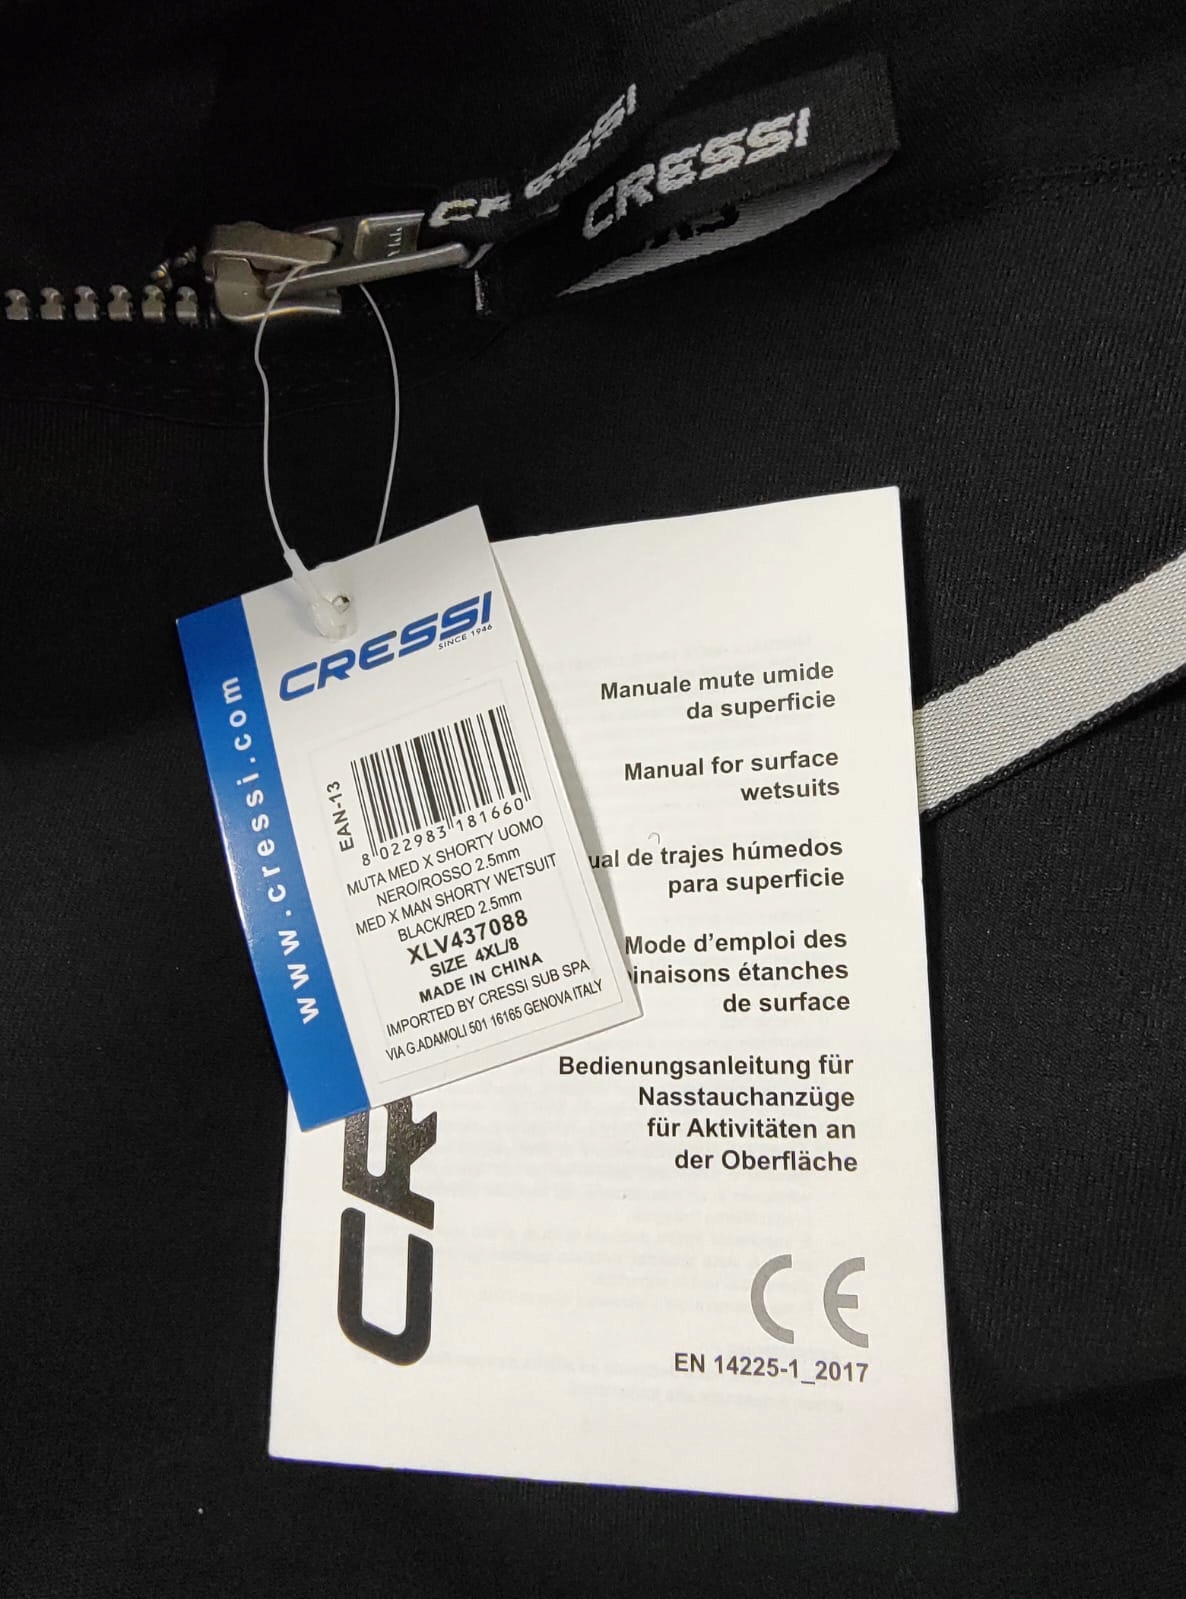 CRESSI
CRESSI
CRESSI
SINCE 1946
www.cressi.com
EAN-13
8 022983 181660
MUTA MED X SHORTY UOMO
NERO/ROSSO 2.5mm
MED X MAN SHORTY WETSUIT
BLACK/RED 2.5mm
XLV437088
SIZE 4XL/8
MADE IN CHINA
IMPORTED BY CRESSI SUB SPA
VIA G.ADAMOLI 501 16165 GENOVA ITALY
Manuale mute umide
da superficie
Manual for surface
wetsuits
ual de trajes húmedos
para superficie
Mode d'emploi des
inaisons étanches
de surface
Bedienungsanleitung für
Nasstauchanzüge
für Aktivitäten an
der Oberfläche
CE
EN 14225-1_2017
CR